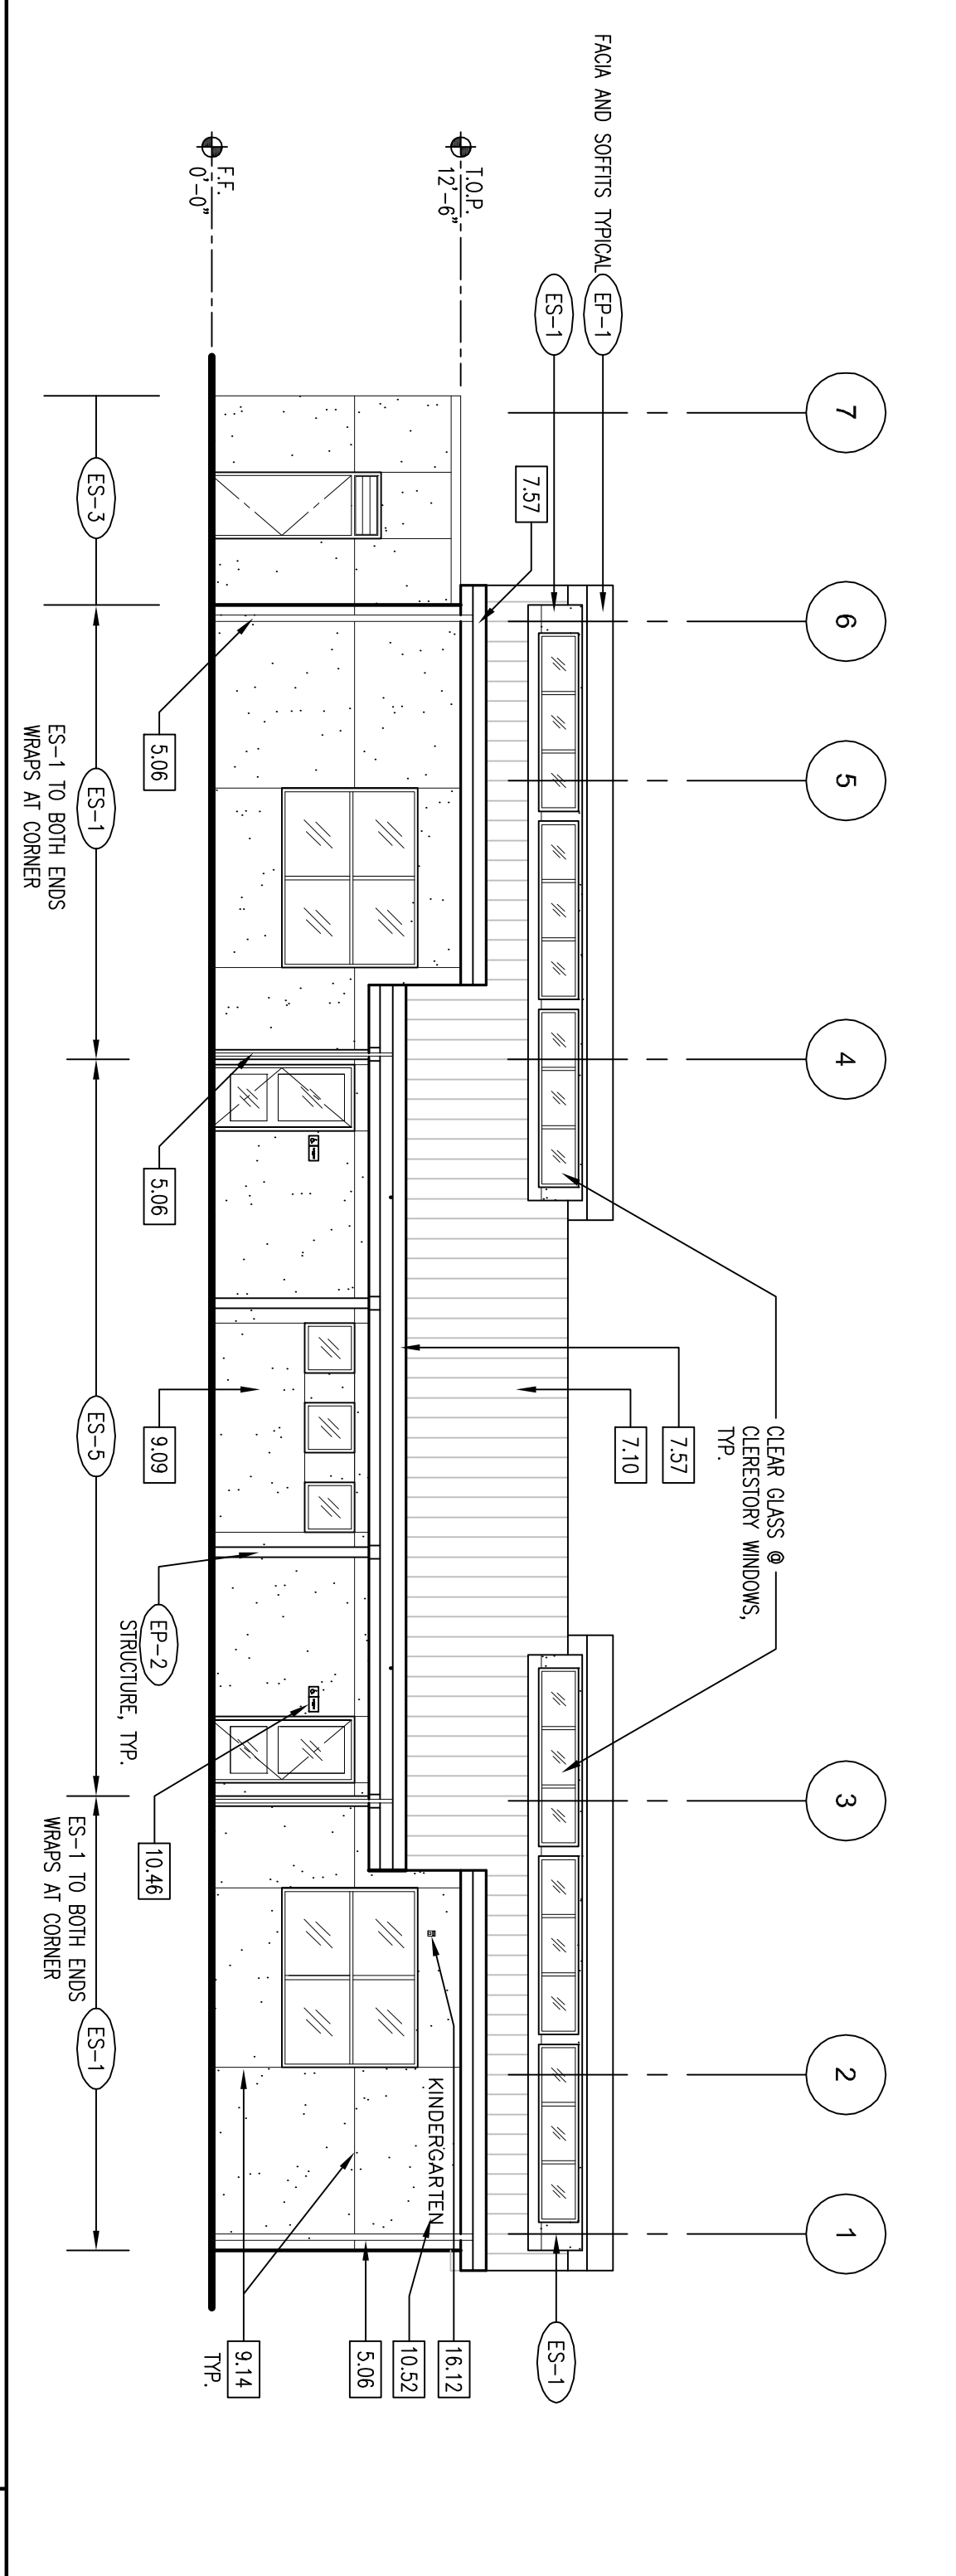 7
6
5
4
3
2
1
FACIA AND SOFFITS TYPICAL
EP-1
ES-1
CLEAR GLASS @
CLERESTORY WINDOWS,
TYP.
7.57
7.10
7.57
T.O.P.
12'-6"
F.F.
0'-0"
ES-1
16.12
10.52
5.06
9.14
TYP.
KINDERGARTEN
5.06
5.06
9.09
EP-2
STRUCTURE, TYP.
10.46
ES-3
ES-1
ES-1 TO BOTH ENDS
WRAPS AT CORNER
ES-5
ES-1 TO BOTH ENDS
WRAPS AT CORNER
ES-1